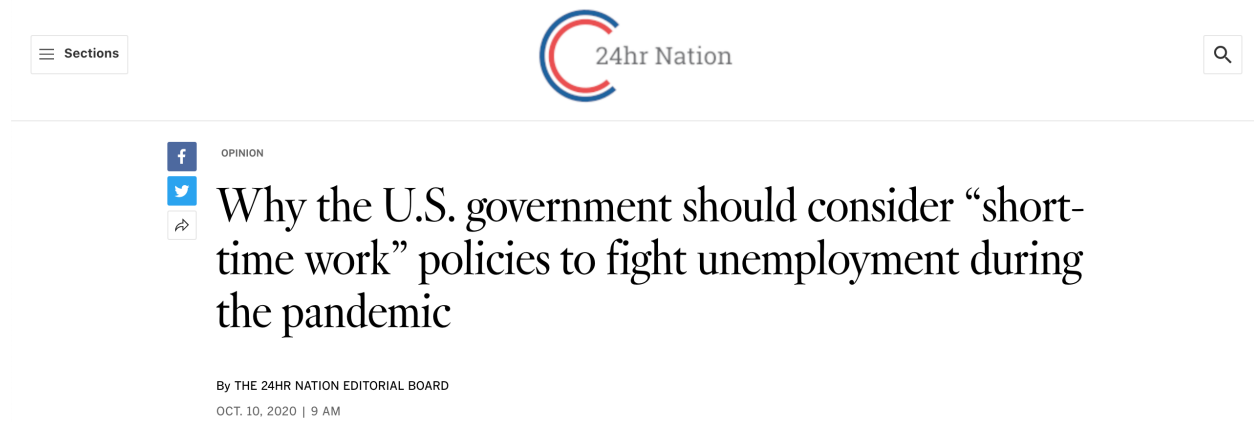 Sections
24hr Nation
OPINION
Why the U.S. government should consider “short-
time work” policies to fight unemployment during
the pandemic
By THE 24HR NATION EDITORIAL BOARD
OCT. 10, 2020 | 9 AM